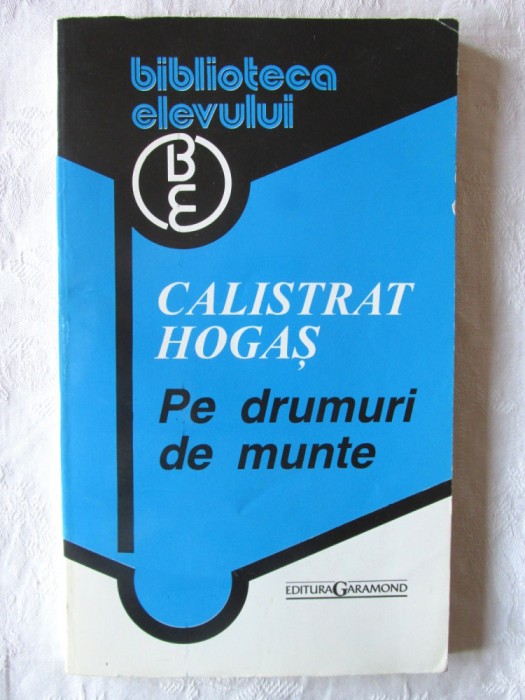 biblioteca
elevului
BE
CALISTRAT
HOGAȘ
Pe drumuri
de munte
EDITURA GARAMOND